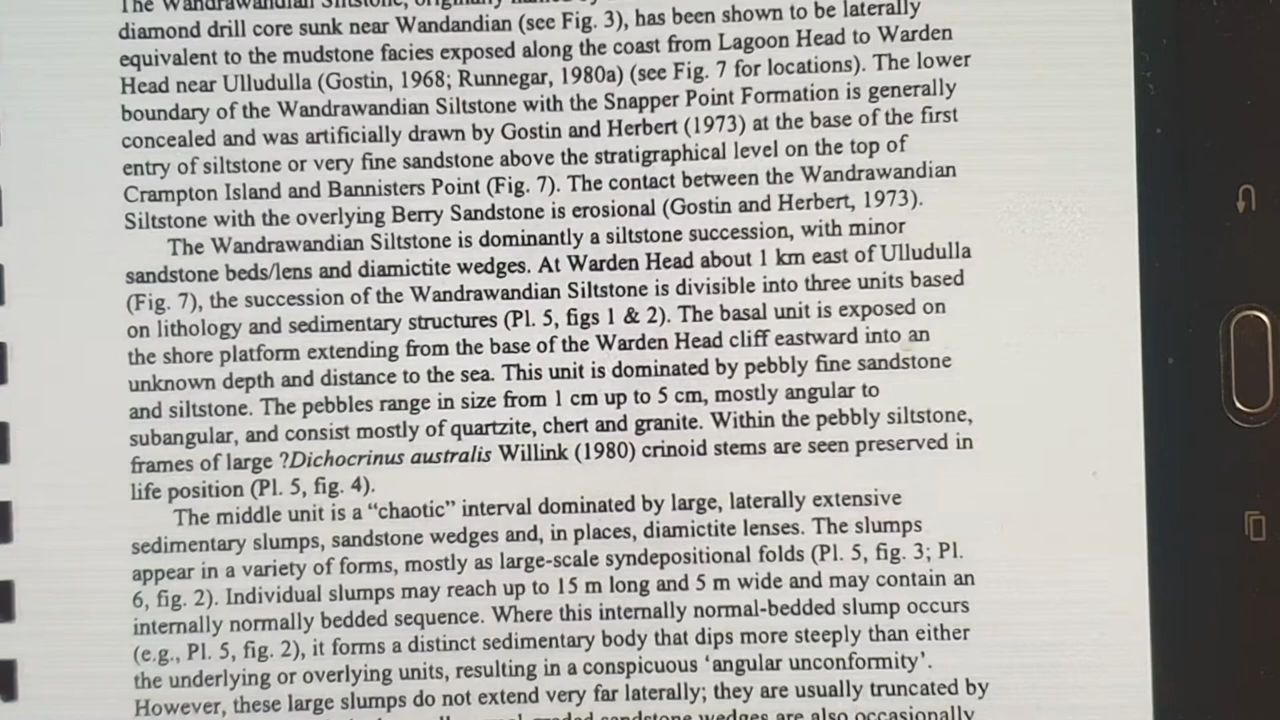 The Wandrawandian Siltstone, originally named by
diamond drill core sunk near Wandandian (see Fig. 3), has been shown to be laterally
equivalent to the mudstone facies exposed along the coast from Lagoon Head to Warden
Head near Ulludulla (Gostin, 1968; Runnegar, 1980a) (see Fig. 7 for locations). The lower
boundary of the Wandrawandian Siltstone with the Snapper Point Formation is generally
concealed and was artificially drawn by Gostin and Herbert (1973) at the base of the first
entry of siltstone or very fine sandstone above the stratigraphical level on the top of
Crampton Island and Bannisters Point (Fig. 7). The contact between the Wandrawandian
Siltstone with the overlying Berry Sandstone is erosional (Gostin and Herbert, 1973).
The Wandrawandian Siltstone is dominantly a siltstone succession, with minor
sandstone beds/lens and diamictite wedges. At Warden Head about 1 km east of Ulludulla
(Fig. 7), the succession of the Wandrawandian Siltstone is divisible into three units based
on lithology and sedimentary structures (Pl. 5, figs 1 & 2). The basal unit is exposed on
the shore platform extending from the base of the Warden Head cliff eastward into an
unknown depth and distance to the sea. This unit is dominated by pebbly fine sandstone
and siltstone. The pebbles range in size from 1 cm up to 5 cm, mostly angular to
subangular, and consist mostly of quartzite, chert and granite. Within the pebbly siltstone,
frames of large ?Dichocrinus australis Willink (1980) crinoid stems are seen preserved in
life position (Pl. 5, fig. 4).
The middle unit is a “chaotic” interval dominated by large, laterally extensive
sedimentary slumps, sandstone wedges and, in places, diamictite lenses. The slumps
appear in a variety of forms, mostly as large-scale syndepositional folds (Pl. 5, fig. 3; Pl.
6, fig. 2). Individual slumps may reach up to 15 m long and 5 m wide and may contain an
internally normally bedded sequence. Where this internally normal-bedded slump occurs
(e.g., Pl. 5, fig. 2), it forms a distinct sedimentary body that dips more steeply than either
the underlying or overlying units, resulting in a conspicuous ‘angular unconformity’.
However, these large slumps do not extend very far laterally; they are usually truncated by
sandstone wedges are also occasionally